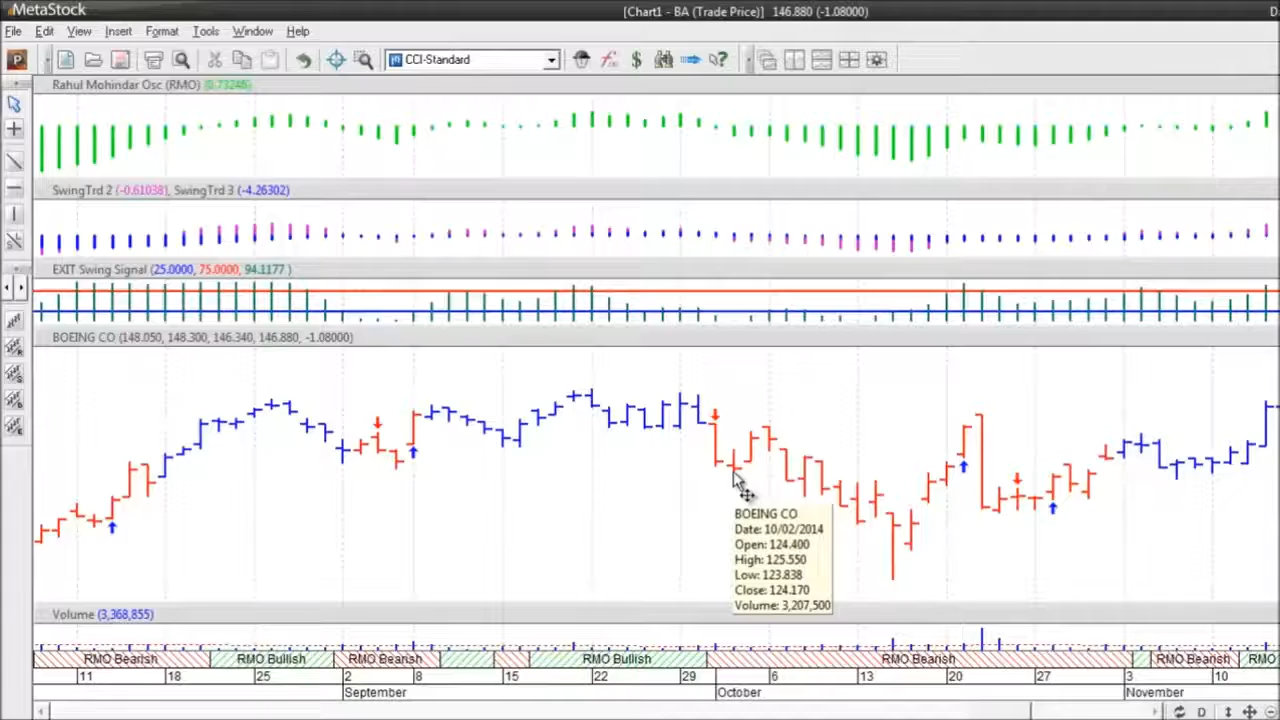 MetaStock
[Chart1 - BA (Trade Price)] 146.880 (-1.08000)
D
File Edit View Insert Format Tools Window Help
P CCI-Standard
Rahul Mohindar Osc (RMO) (0.73246)
SwingTrd 2 (-0.61038), SwingTrd 3 (-4.26302)
EXIT Swing Signal (25.0000, 75.0000, 94.1177 )
BOEING CO (148.050, 148.300, 146.340, 146.880, -1.08000)
BOEING CO
Date: 10/02/2014
Open: 124.400
High: 125.550
Low: 123.838
Close: 124.170
Volume: 3,207,500
Volume (3,368,855)
RMO Bearish RMO Bullish RMO Bearish RMO Bullish RMO Bearish RMO Bearish RMO
11 18 25 2 8 15 22 29 6 13 20 27 3 10
September October November
D